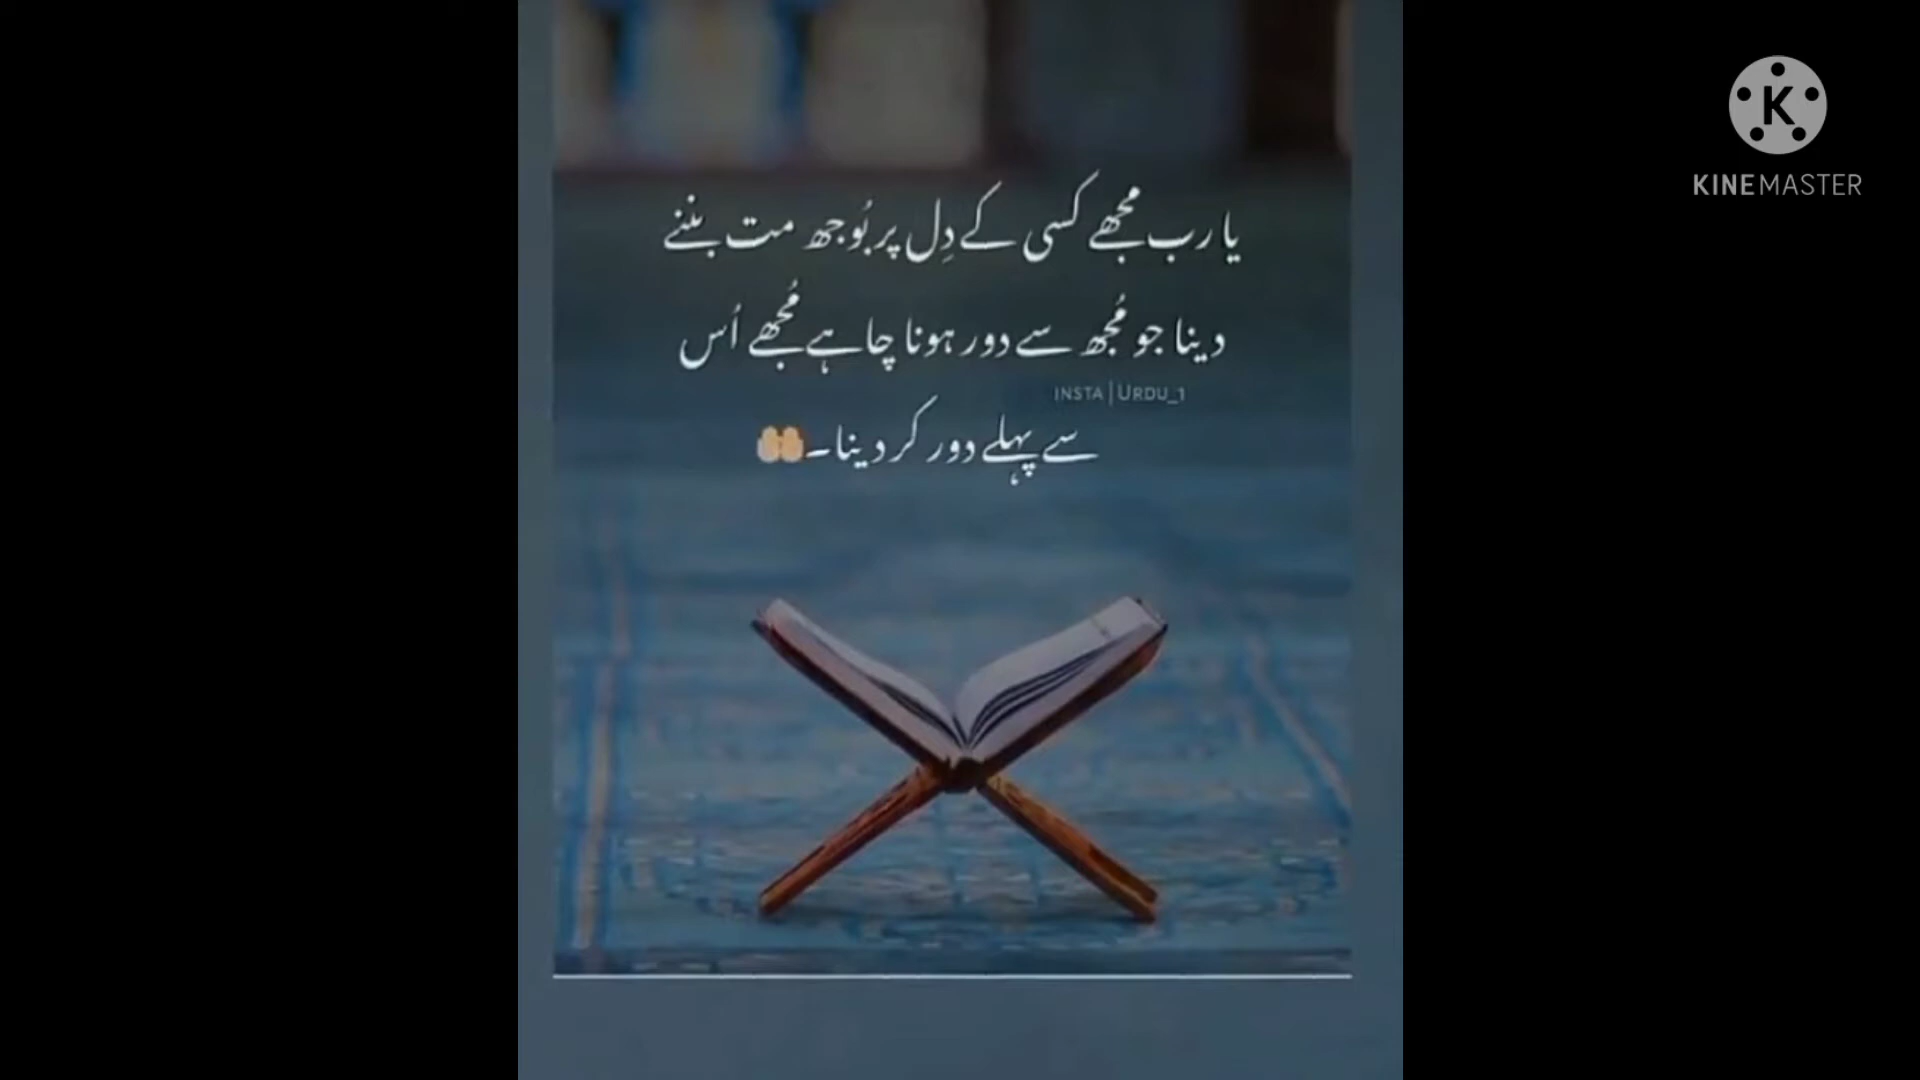 یا رب مجھے کسی کے دِل پر بُوجھ مت بننے
دینا جو مُجھ سے دور ہونا چاہے مُجھے اُس
INSTA|URDU_1
سے پہلے دور کر دینا۔🤲
K
KINEMASTER